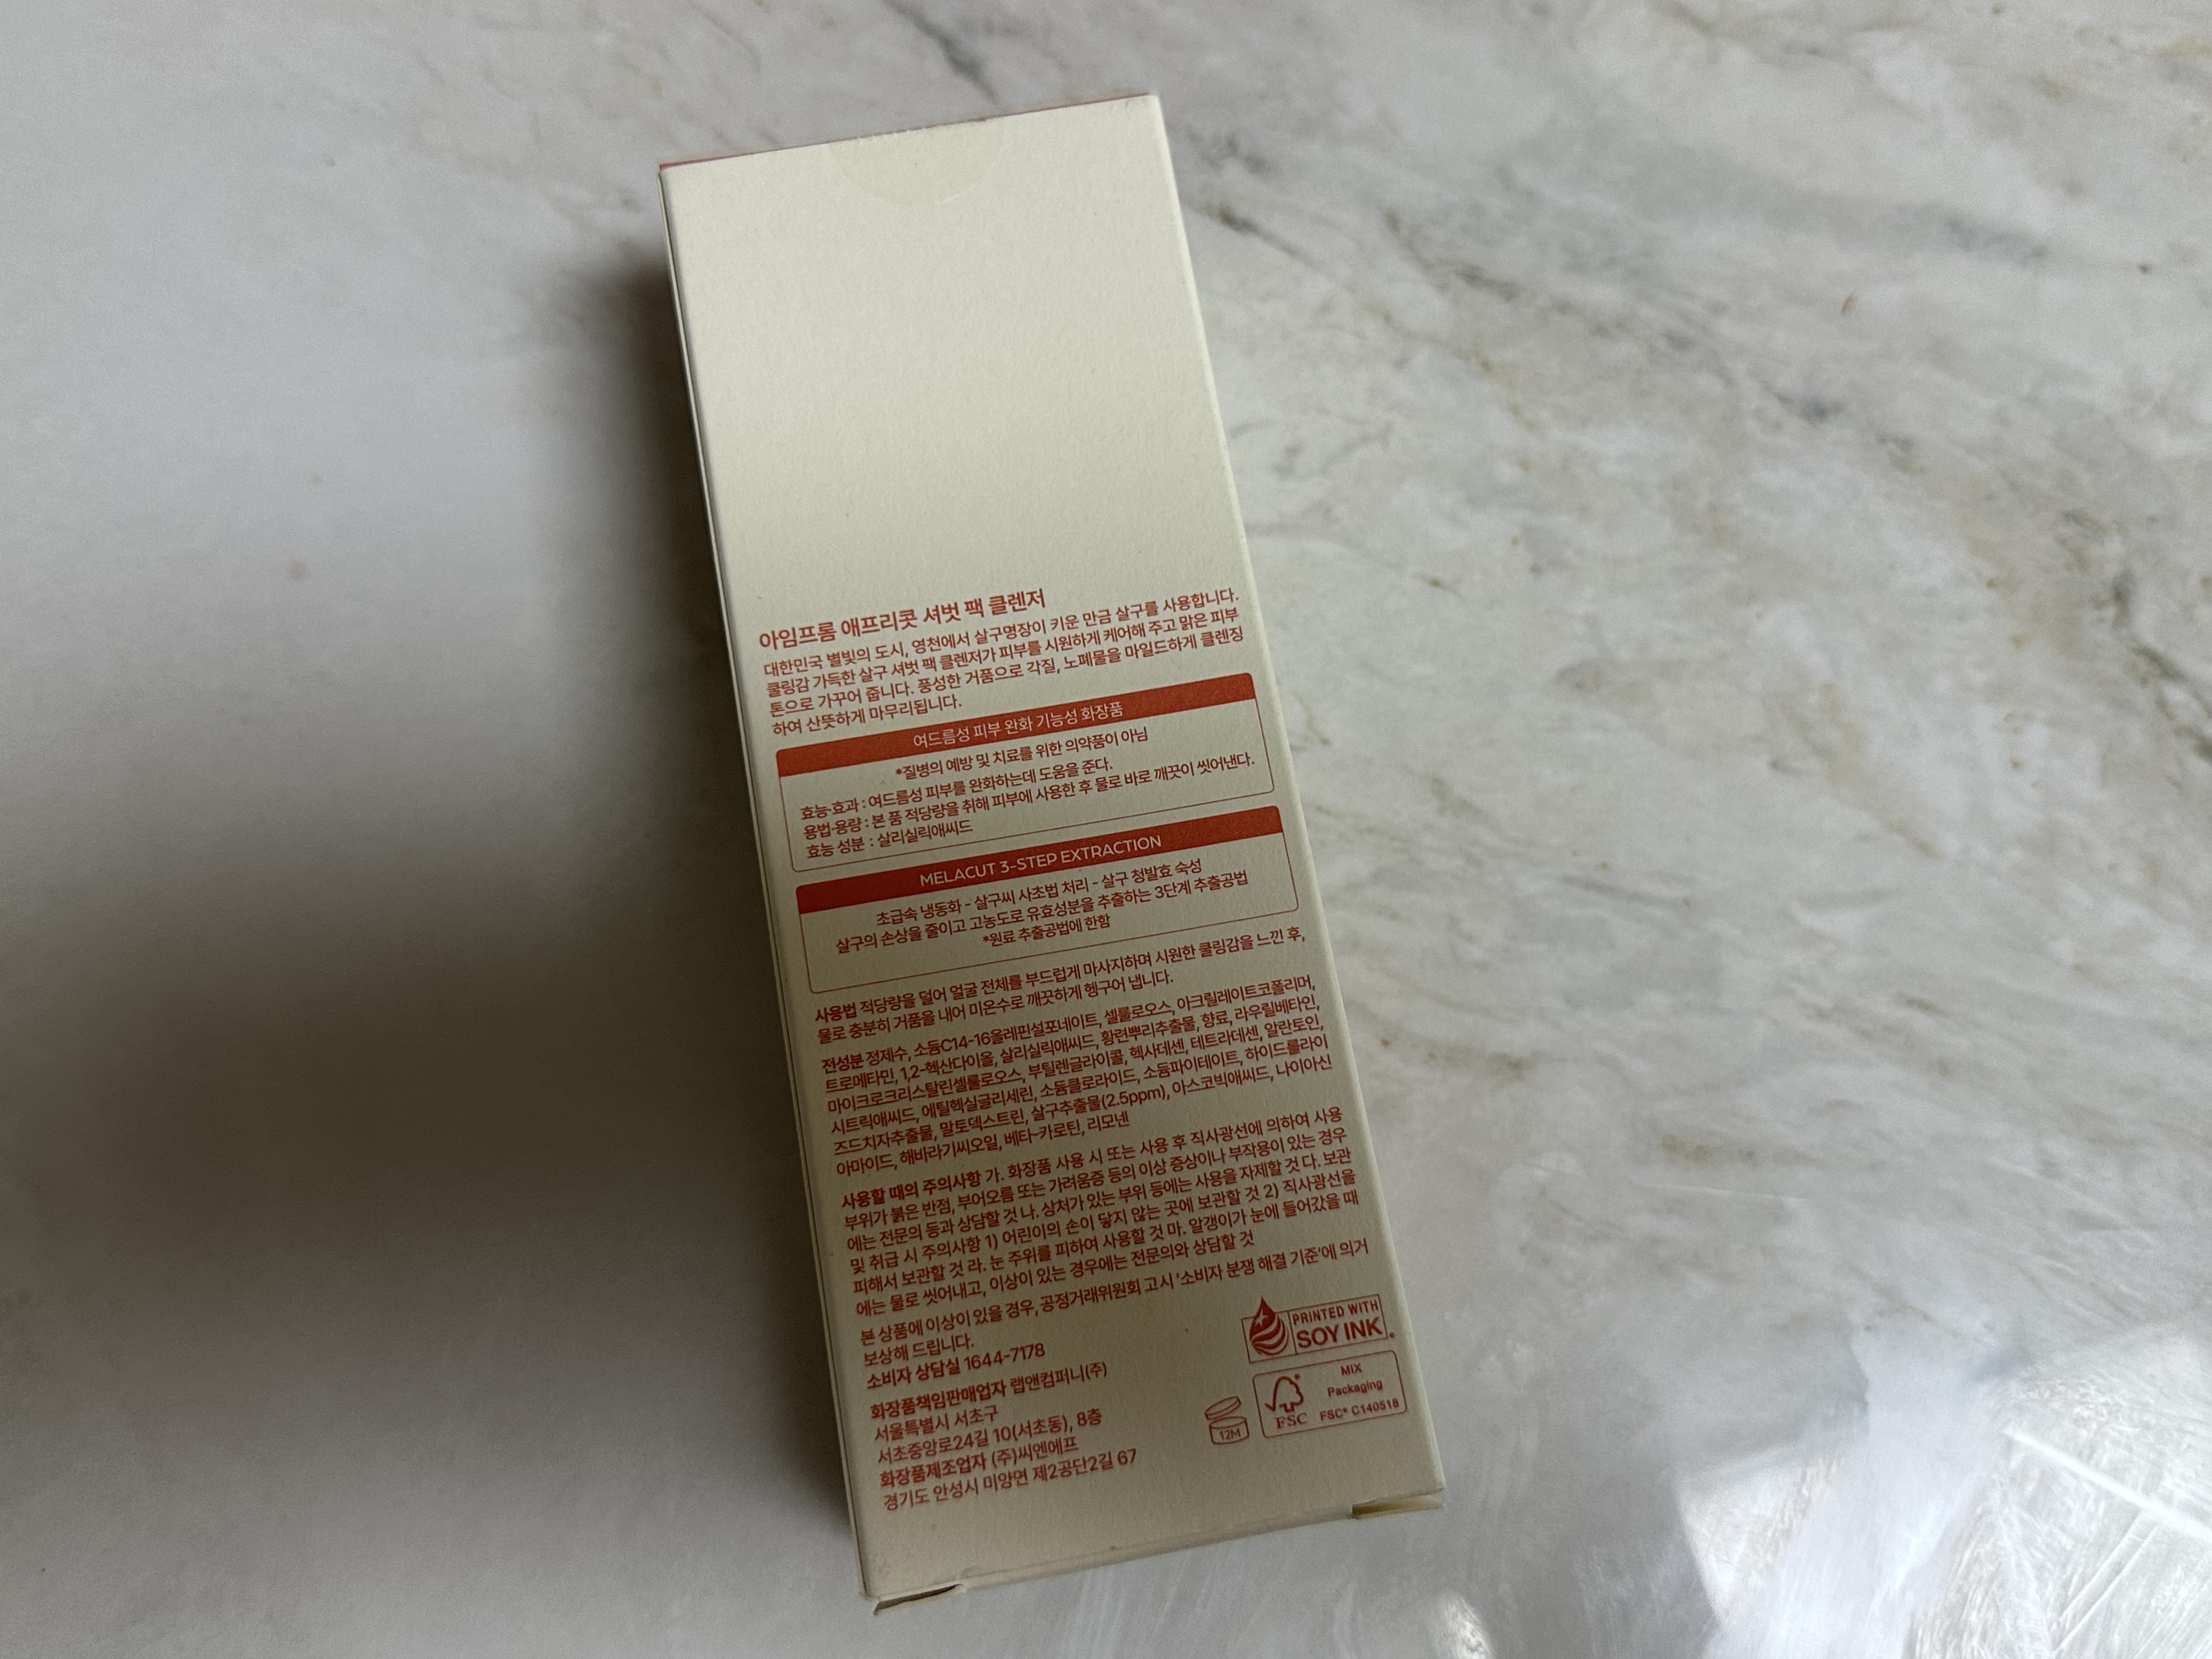 아임프롬 애프리콧 셔벗 팩 클렌저
대한민국 별빛의 도시, 영천에서 살구명장이 키운 만금 살구를 사용합니다.
쿨링감 가득한 살구 셔벗 팩 클렌저가 피부를 시원하게 케어해 주고 맑은 피부
톤으로 가꾸어 줍니다. 풍성한 거품으로 각질, 노폐물을 마일드하게 클렌징
하여 산뜻하게 마무리됩니다.
여드름성 피부 완화 기능성 화장품
*질병의 예방 및 치료를 위한 의약품이 아님
효능·효과 : 여드름성 피부를 완화하는데 도움을 준다.
용법·용량 : 본 품 적당량을 취해 피부에 사용한 후 물로 바로 깨끗이 씻어낸다.
효능 성분 : 살리실릭애씨드
MELACUT 3-STEP EXTRACTION
초급속 냉동화 - 살구씨 사초법 처리 - 살구 청발효 숙성
살구의 손상을 줄이고 고농도로 유효성분을 추출하는 3단계 추출공법
*원료 추출공법에 한함
사용법 적당량을 덜어 얼굴 전체를 부드럽게 마사지하며 시원한 쿨링감을 느낀 후,
물로 충분히 거품을 내어 미온수로 깨끗하게 헹구어 냅니다.
전성분 정제수, 소듐C14-16올레핀설포네이트, 셀룰로오스, 아크릴레이트코폴리머,
트로메타민, 1,2-헥산다이올, 살리실릭애씨드, 황련뿌리추출물, 향료, 라우릴베타인,
마이크로크리스탈린셀룰로오스, 부틸렌글라이콜, 헥사데센, 테트라데센, 알란토인,
시트릭애씨드, 에틸헥실글리세린, 소듐클로라이드, 소듐파이테이트, 하이드롤라이
즈드치자추출물, 말토덱스트린, 살구추출물(2.5ppm), 아스코빅애씨드, 나이아신
아마이드, 해바라기씨오일, 베타-카로틴, 리모넨
사용할 때의 주의사항 가. 화장품 사용 시 또는 사용 후 직사광선에 의하여 사용
부위가 붉은 반점, 부어오름 또는 가려움증 등의 이상 증상이나 부작용이 있는 경우
에는 전문의 등과 상담할 것 나. 상처가 있는 부위 등에는 사용을 자제할 것 다. 보관
및 취급 시 주의사항 1) 어린이의 손이 닿지 않는 곳에 보관할 것 2) 직사광선을
피해서 보관할 것 라. 눈 주위를 피하여 사용할 것 마. 알갱이가 눈에 들어갔을 때
에는 물로 씻어내고, 이상이 있는 경우에는 전문의와 상담할 것
본 상품에 이상이 있을 경우, 공정거래위원회 고시 '소비자 분쟁 해결 기준'에 의거
보상해 드립니다.
소비자 상담실 1644-7178
화장품책임판매업자 랩앤컴퍼니(주)
서울특별시 서초구
서초중앙로24길 10(서초동), 8층
화장품제조업자 (주)씨엔에프
경기도 안성시 미양면 제2공단2길 67
PRINTED WITH
SOY INK
12M
FSC
MIX
Packaging
FSC® C140518